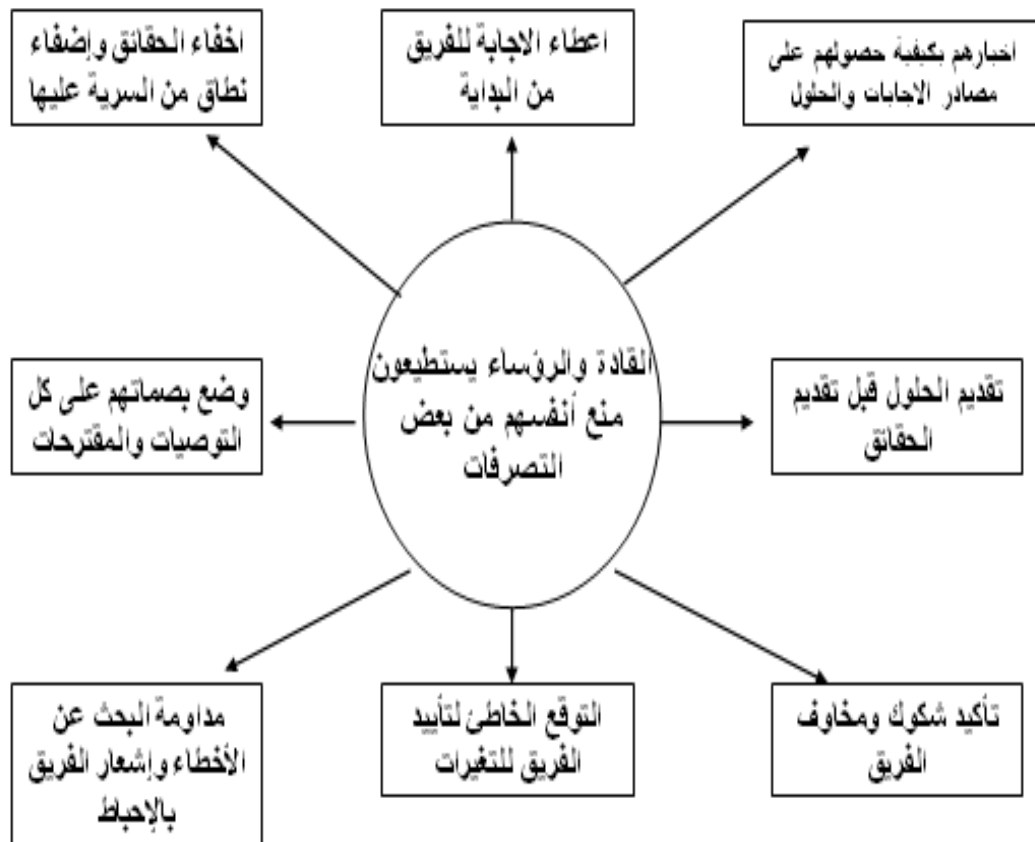 اخبارهم بكيفية حصولهم على
مصادر الاجابات والحلول
اعطاء الاجابة للفريق
من البداية
اخفاء الحقائق وإضفاء
نطاق من السرية عليها
القادة والرؤساء يستطيعون
منع أنفسهم من بعض
التصرفات
تقديم الحلول قبل تقديم
الحقائق
وضع بصماتهم على كل
التوصيات والمقترحات
تأكيد شكوك ومخاوف
الفريق
التوقع الخاطئ لتأييد
الفريق للتغيرات
مداومة البحث عن
الأخطاء وإشعار الفريق
بالإحباط